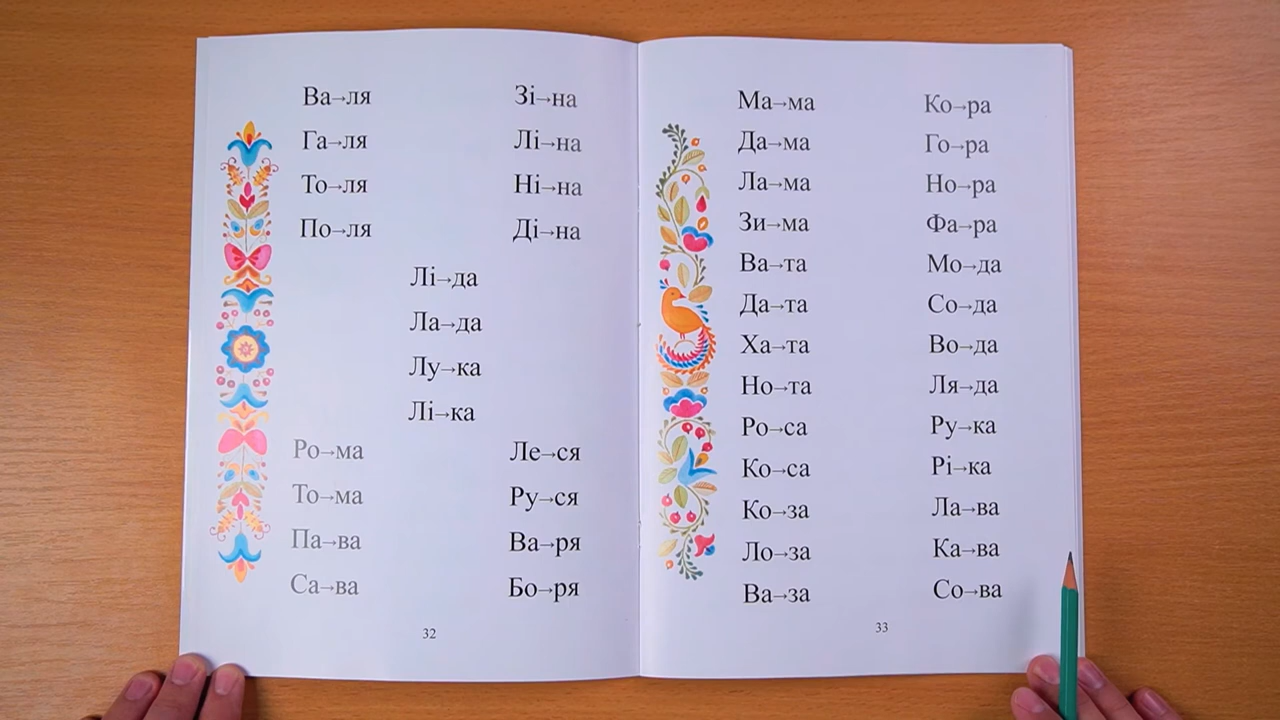 Ва→ля Зі→на
Га→ля Лі→на
То→ля Ні→на
По→ля Ді→на
Лі→да
Ла→да
Лу→ка
Лі→ка
Ро→ма Ле→ся
То→ма Ру→ся
Па→ва Ва→ря
Са→ва Бо→ря
32
Ма→ма Ко→ра
Да→ма Го→ра
Ла→ма Но→ра
Зи→ма Фа→ра
Ва→та Мо→да
Да→та Со→да
Ха→та Во→да
Но→та Ля→да
Ро→са Ру→ка
Ко→са Рі→ка
Ко→за Ла→ва
Ло→за Ка→ва
Ва→за Со→ва
33